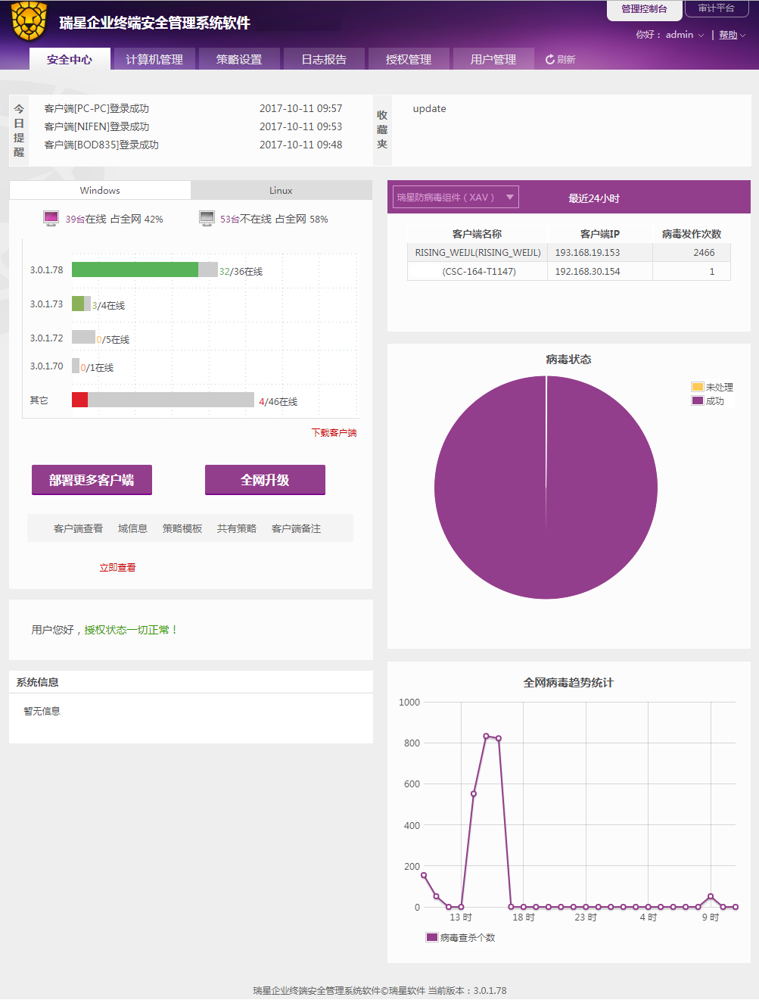 瑞星企业终端安全管理系统软件
管理控制台
审计平台
你好： admin | 帮助
安全中心
计算机管理
策略设置
日志报告
授权管理
用户管理
刷新
今日提醒
客户端[PC-PC]登录成功 2017-10-11 09:57
客户端[NIFEN]登录成功 2017-10-11 09:53
客户端[BOD835]登录成功 2017-10-11 09:48
收藏夹
update
Windows
Linux
39台在线 占全网 42%
53台不在线 占全网 58%
3.0.1.78 32/36在线
3.0.1.73 3/4在线
3.0.1.72 0/5在线
3.0.1.70 0/1在线
其它 4/46在线
下载客户端
部署更多客户端
全网升级
客户端查看 域信息 策略模板 共有策略 客户端备注
立即查看
用户您好，授权状态一切正常！
系统信息
暂无信息
瑞星防病毒组件（XAV）
最近24小时
客户端名称 客户端IP 病毒发作次数
RISING_WEIJL(RISING_WEIJL) 193.168.19.153 2466
(CSC-164-T1147) 192.168.30.154 1
病毒状态
未处理
成功
全网病毒趋势统计
1000
800
600
400
200
0
13 时 18 时 23 时 4 时 9 时
病毒查杀个数
瑞星企业终端安全管理系统软件©瑞星软件 当前版本：3.0.1.78